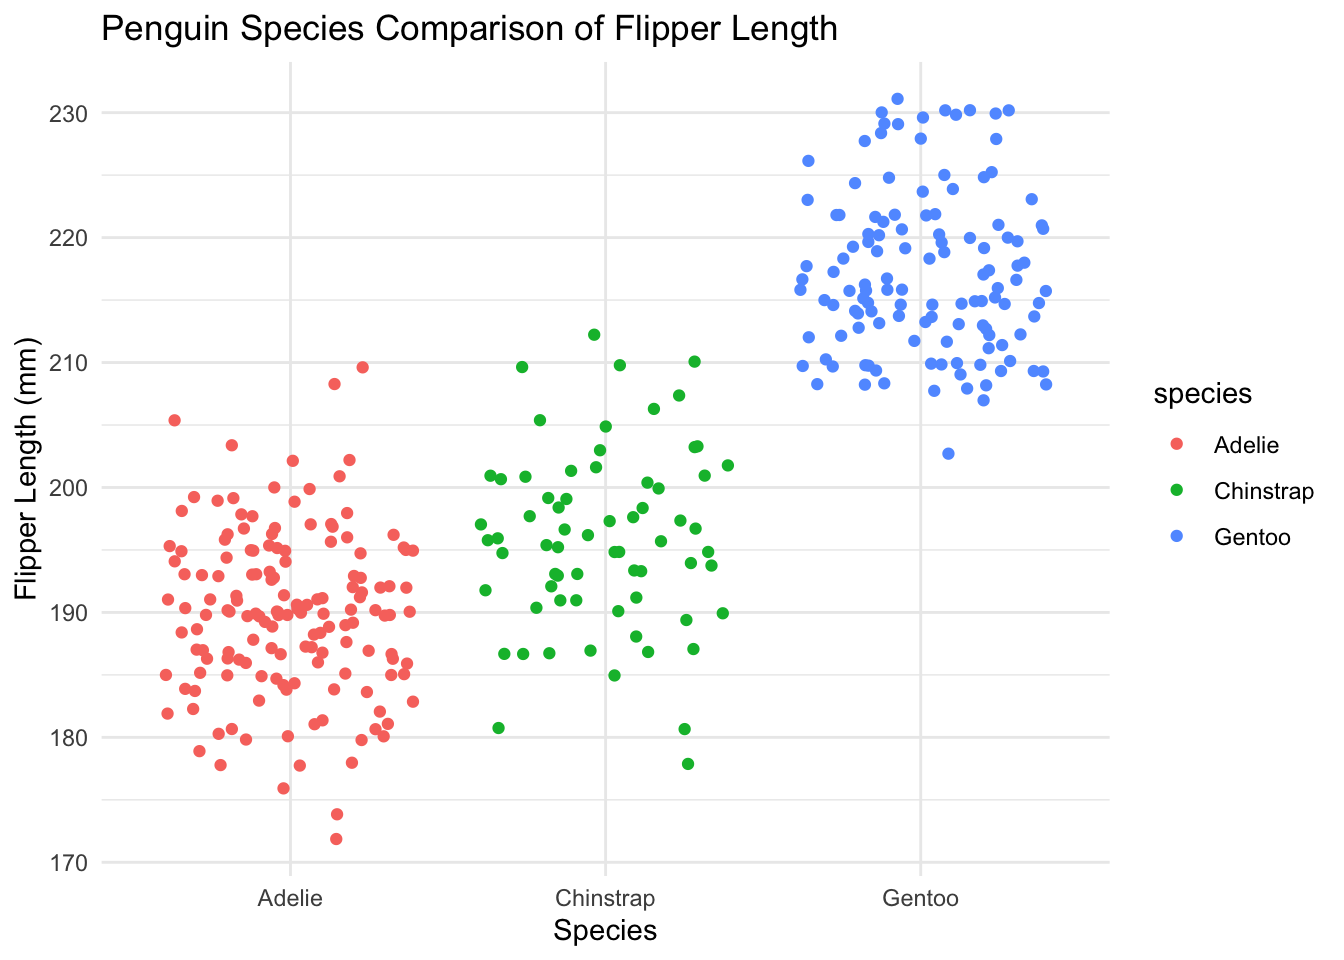 Penguin Species Comparison of Flipper Length
Flipper Length (mm)
230
220
210
200
190
180
170
Adelie
Chinstrap
Gentoo
Species
species
Adelie
Chinstrap
Gentoo